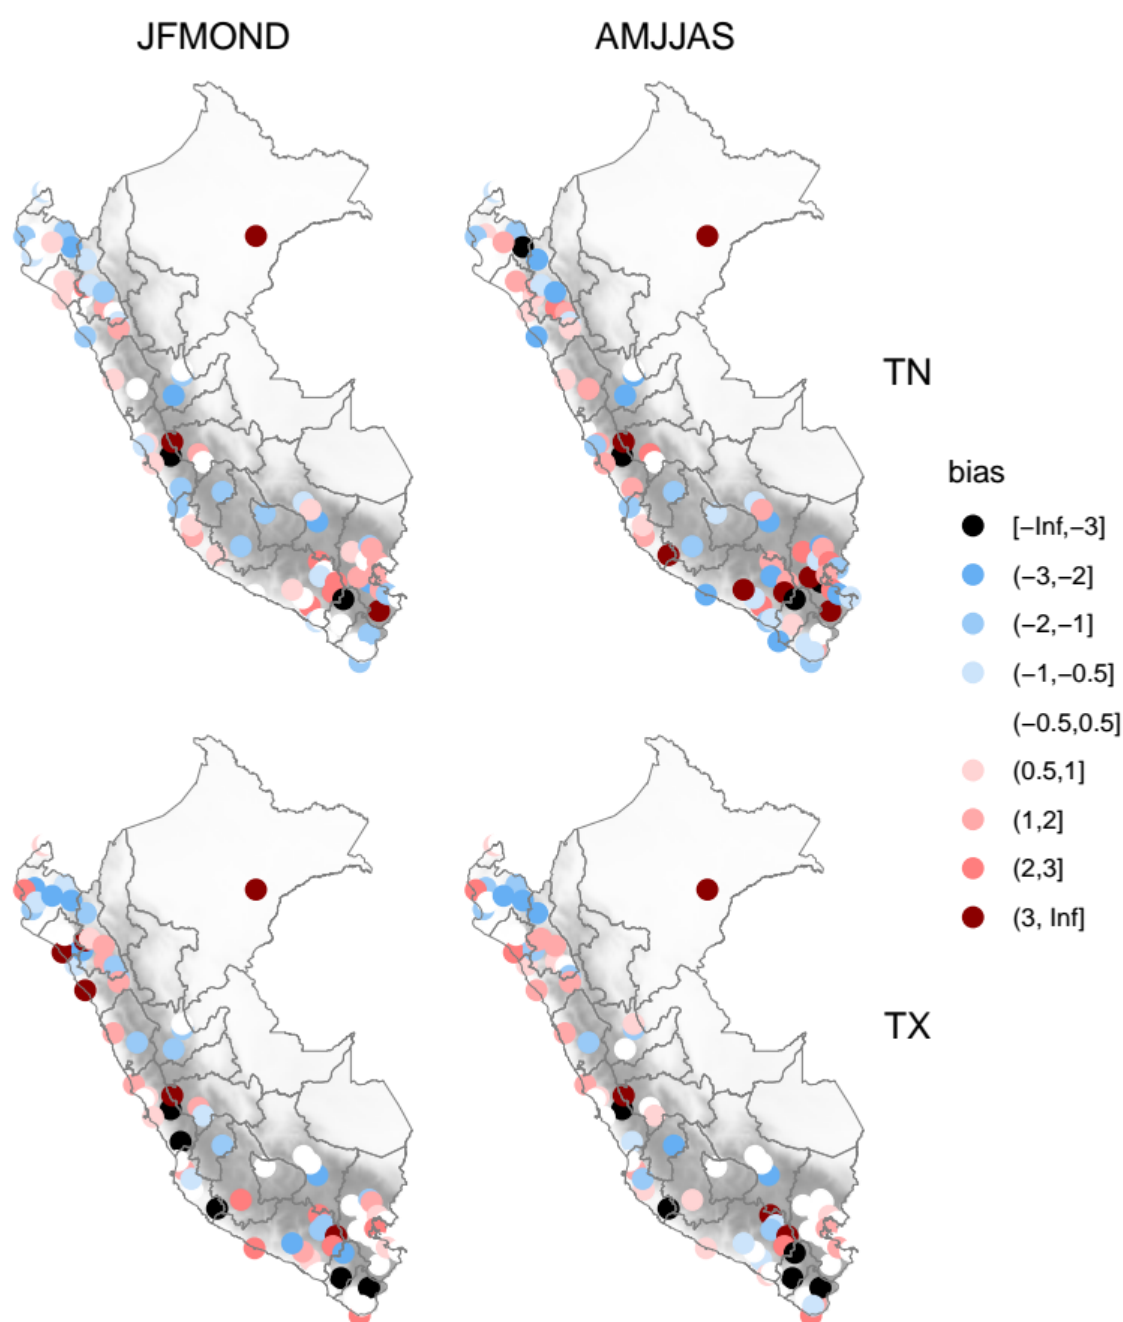 JFMOND
AMJJAS
TN
bias
[−Inf,−3]
(−3,−2]
(−2,−1]
(−1,−0.5]
(−0.5,0.5]
(0.5,1]
(1,2]
(2,3]
(3, Inf]
TX